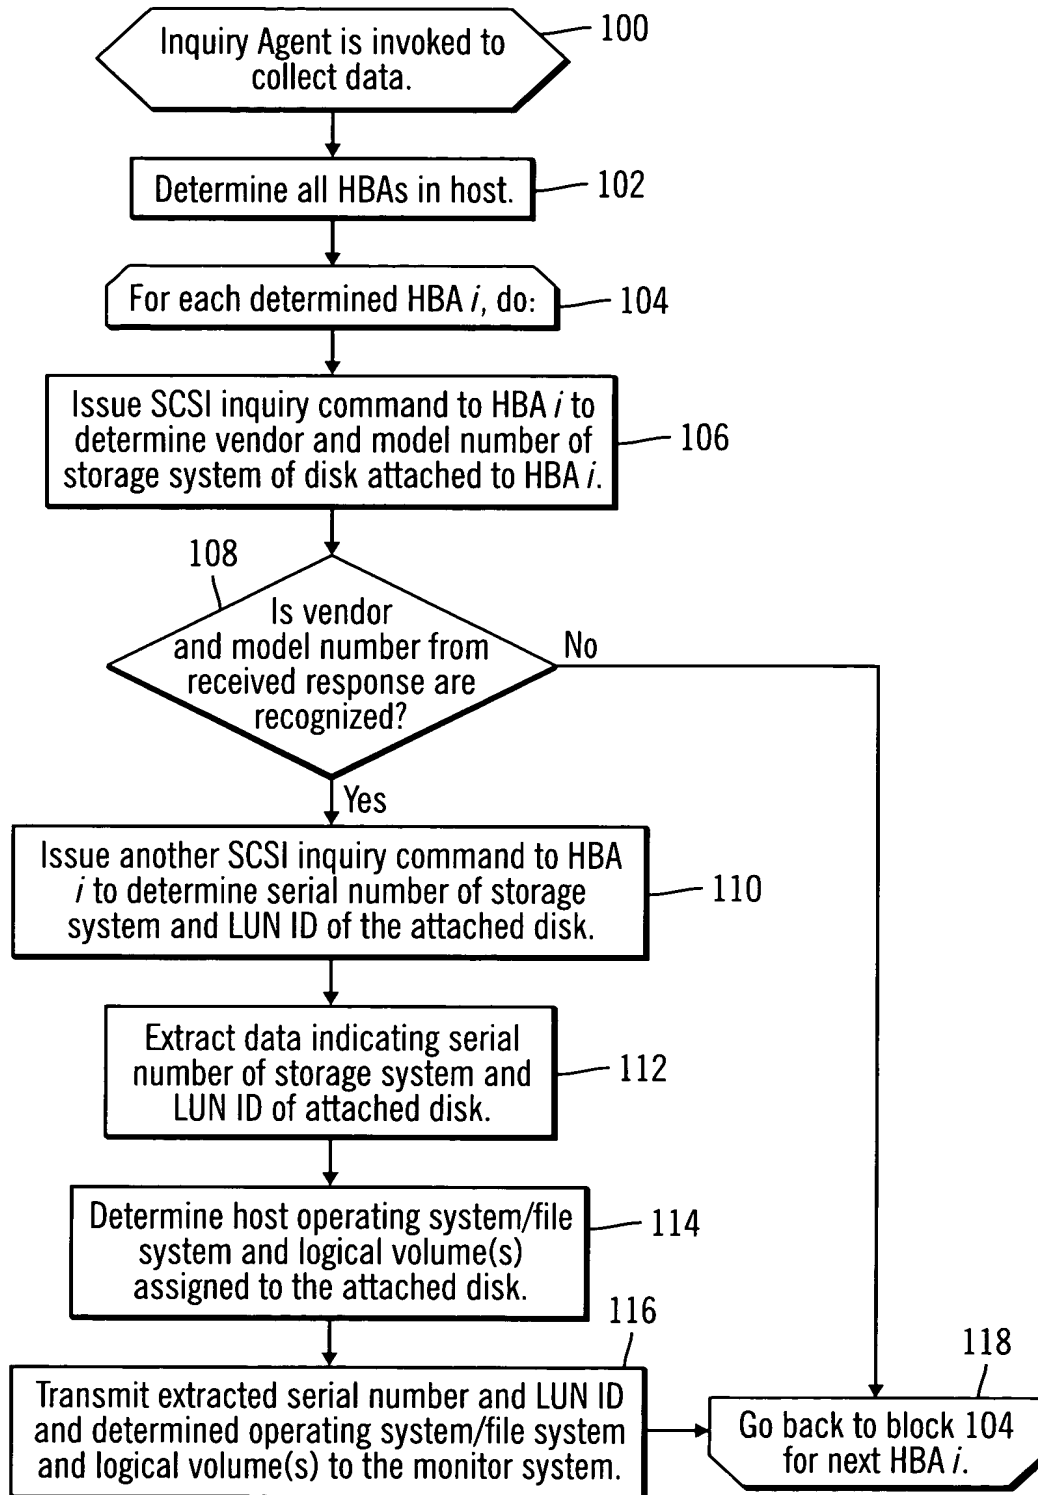 Inquiry Agent is invoked to
collect data.
100
Determine all HBAs in host.
102
For each determined HBA i, do:
104
Issue SCSI inquiry command to HBA i to
determine vendor and model number of
storage system of disk attached to HBA i.
106
108
Is vendor
and model number from
received response are
recognized?
No
Yes
Issue another SCSI inquiry command to HBA
i to determine serial number of storage
system and LUN ID of the attached disk.
110
Extract data indicating serial
number of storage system and
LUN ID of attached disk.
112
Determine host operating system/file
system and logical volume(s)
assigned to the attached disk.
114
116
Transmit extracted serial number and LUN ID
and determined operating system/file system
and logical volume(s) to the monitor system.
118
Go back to block 104
for next HBA i.